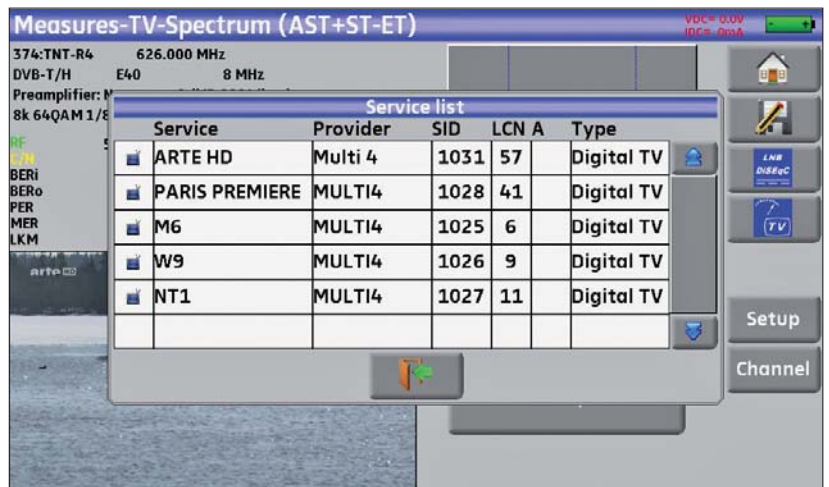 Measures-TV-Spectrum (AST+ST-ET)
VDC= 0.0V
IDC= 0mA
374:TNT-R4 626.000 MHz
DVB-T/H E40 8 MHz
Preamplifier:
8k 64QAM 1/8
RF
C/N
BERi
BERo
PER
MER
LKM
Service list
Service Provider SID LCN A Type
ARTE HD Multi 4 1031 57 Digital TV
PARIS PREMIERE MULTI4 1028 41 Digital TV
M6 MULTI4 1025 6 Digital TV
W9 MULTI4 1026 9 Digital TV
NT1 MULTI4 1027 11 Digital TV
arte HD
LNB
DiSEqC
TV
Setup
Channel